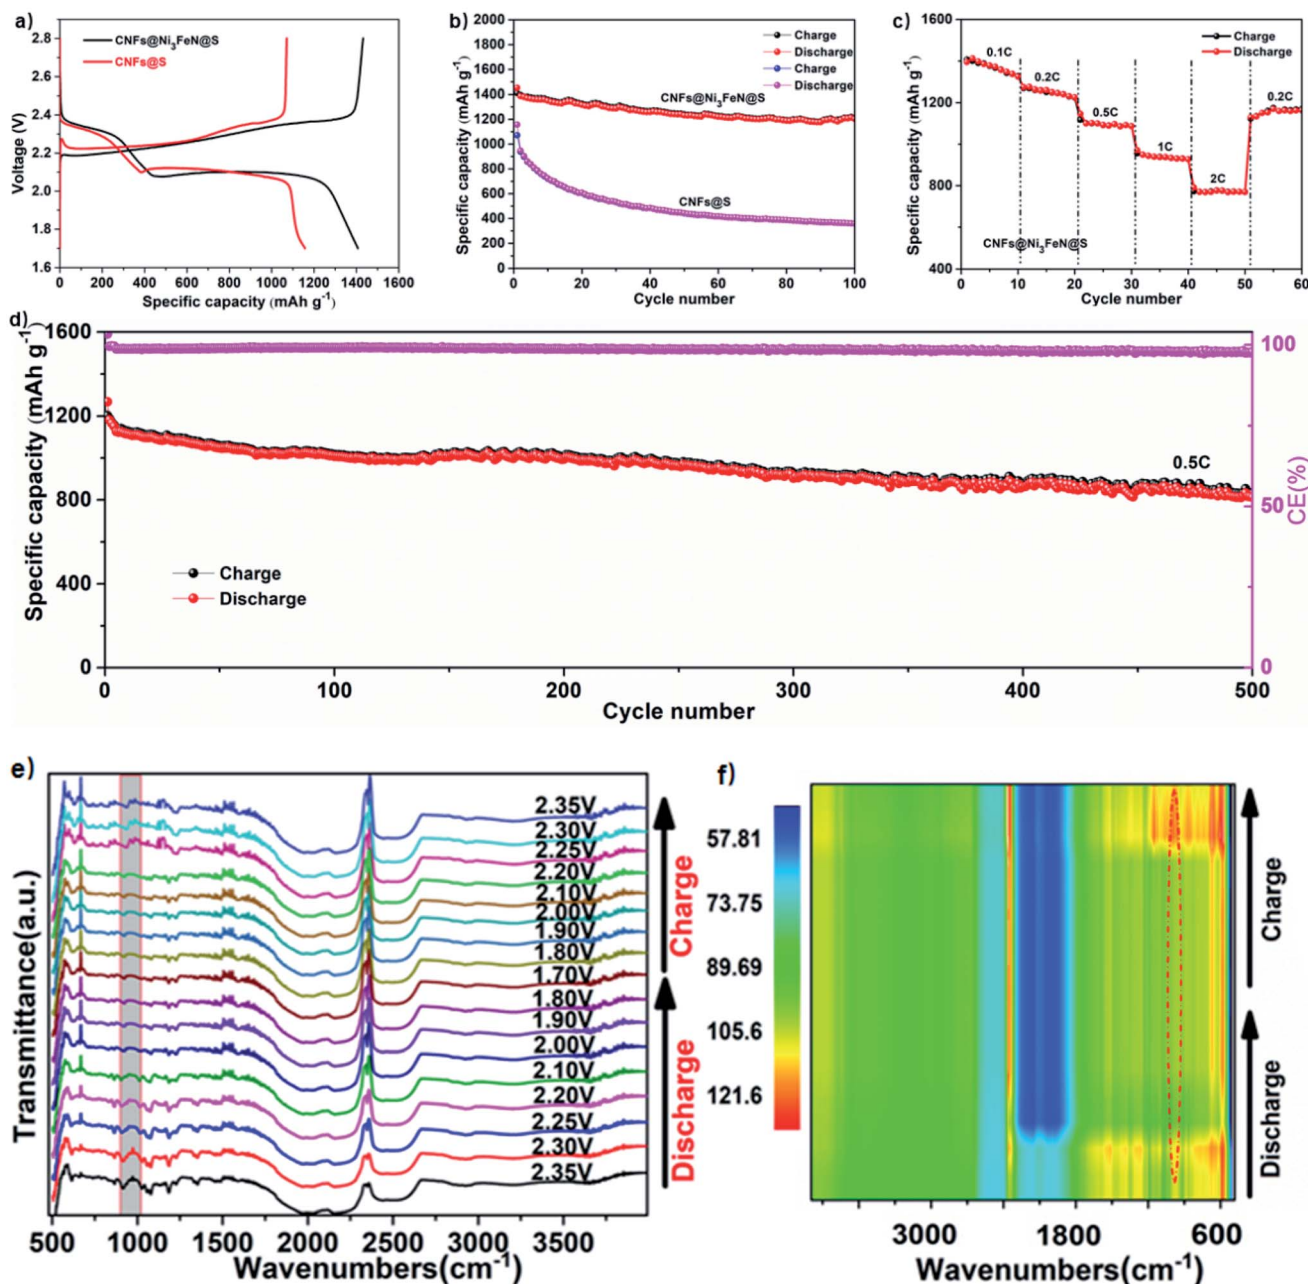 a)
CNFs@Ni3FeN@S
CNFs@S
2.8
2.6
2.4
2.2
2.0
1.8
1.6
Voltage (V)
0 200 400 600 800 1000 1200 1400 1600
Specific capacity (mAh g-1)
b)
Charge
Discharge
Charge
Discharge
CNFs@Ni3FeN@S
CNFs@S
2000
1800
1600
1400
1200
1000
800
600
400
200
0
Specific capacity (mAh g-1)
0 20 40 60 80 100
Cycle number
c)
Charge
Discharge
0.1C
0.2C
0.5C
1C
2C
0.2C
CNFs@Ni3FeN@S
1600
1200
800
400
Specific capacity (mAh g-1)
0 10 20 30 40 50 60
Cycle number
d)
1600
1200
800
400
0
Specific capacity (mAh g-1)
0.5C
Charge
Discharge
100
50
0
CE(%)
0 100 200 300 400 500
Cycle number
e)
2.35V
2.30V
2.25V
2.20V
2.10V
2.00V
1.90V
1.80V
1.70V
1.80V
1.90V
2.00V
2.10V
2.20V
2.25V
2.30V
2.35V
Transmittance(a.u.)
Charge
Discharge
500 1000 1500 2000 2500 3000 3500
Wavenumbers(cm-1)
f)
57.81
73.75
89.69
105.6
121.6
Charge
Discharge
3000 1800 600
Wavenumbers(cm-1)